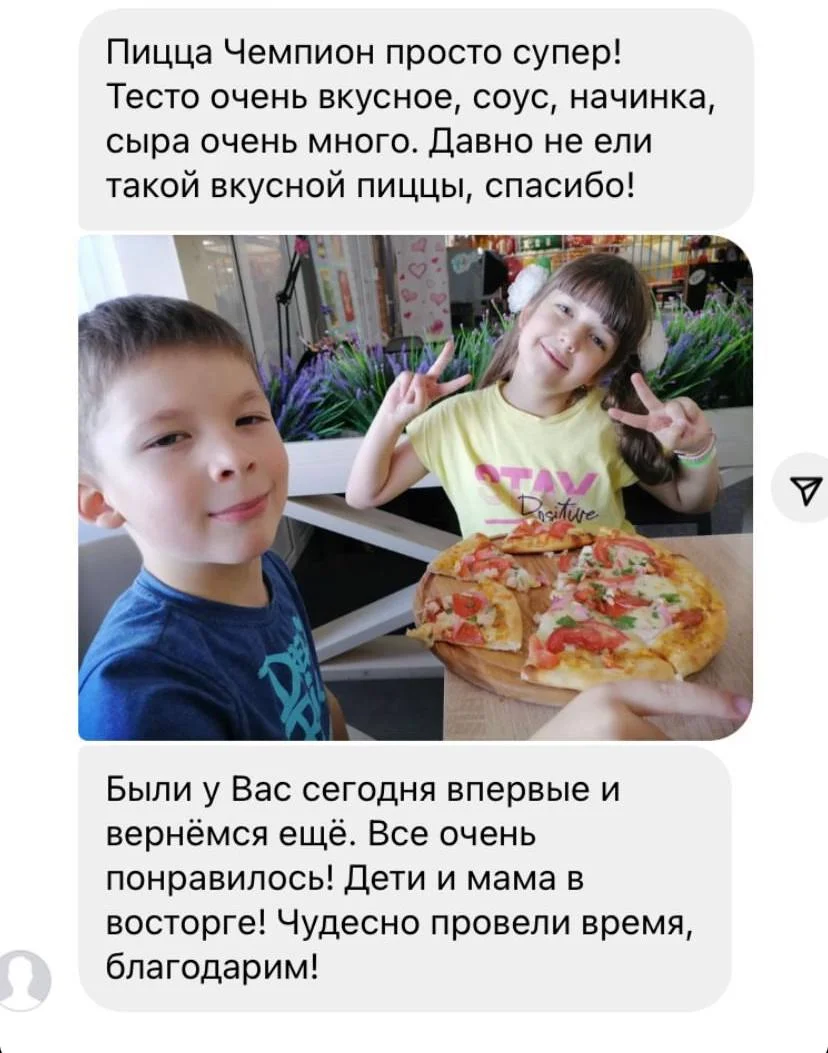 Пицца Чемпион просто супер!
Тесто очень вкусное, соус, начинка,
сыра очень много. Давно не ели
такой вкусной пиццы, спасибо!
STAY
Positive
Были у Вас сегодня впервые и
вернёмся ещё. Все очень
понравилось! Дети и мама в
восторге! Чудесно провели время,
благодарим!